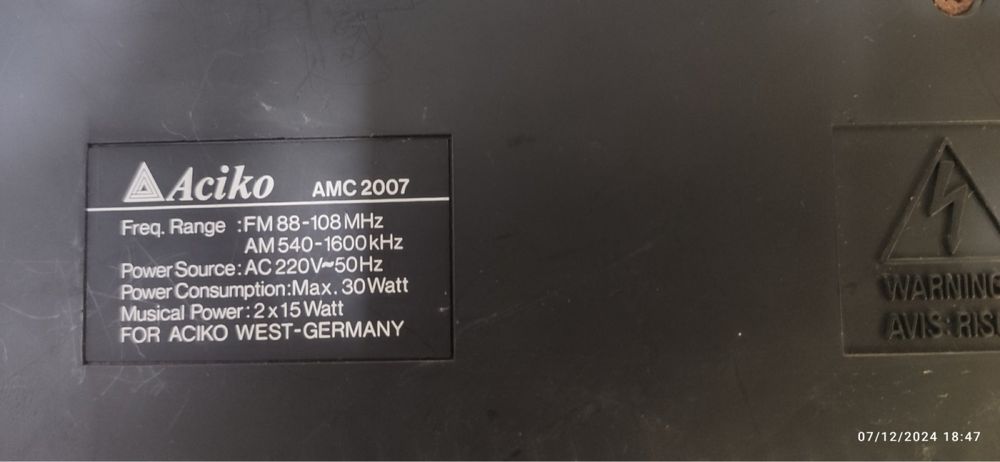 Aciko AMC 2007
Freq. Range :FM 88-108 MHz
AM 540-1600 kHz
Power Source: AC 220V~50Hz
Power Consumption: Max. 30 Watt
Musical Power: 2 x 15 Watt
FOR ACIKO WEST-GERMANY
WARNING
AVIS: RIS
07/12/2024 18:47